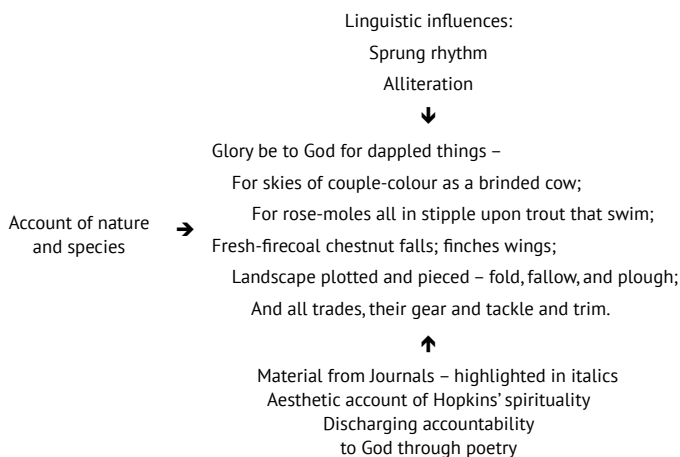 Linguistic influences:
Sprung rhythm
Alliteration
Glory be to God for dappled things –
For skies of couple-colour as a brinded cow;
For rose-moles all in stipple upon trout that swim;
Account of nature
and species
Fresh-firecoal chestnut falls; finches wings;
Landscape plotted and pieced – fold, fallow, and plough;
And all trades, their gear and tackle and trim.
Material from Journals – highlighted in italics
Aesthetic account of Hopkins’ spirituality
Discharging accountability
to God through poetry